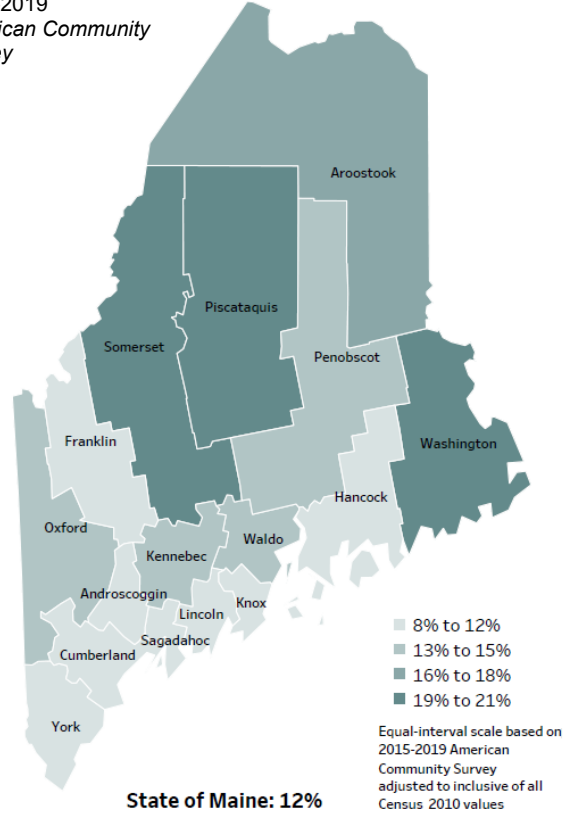 2019
ican Community
ey
Aroostook
Piscataquis
Somerset
Penobscot
Washington
Franklin
Hancock
Oxford
Waldo
Kennebec
Androscoggin
Knox
Lincoln
Sagadahoc
Cumberland
York
8% to 12%
13% to 15%
16% to 18%
19% to 21%
Equal-interval scale based on
2015-2019 American
Community Survey
adjusted to inclusive of all
Census 2010 values
State of Maine: 12%